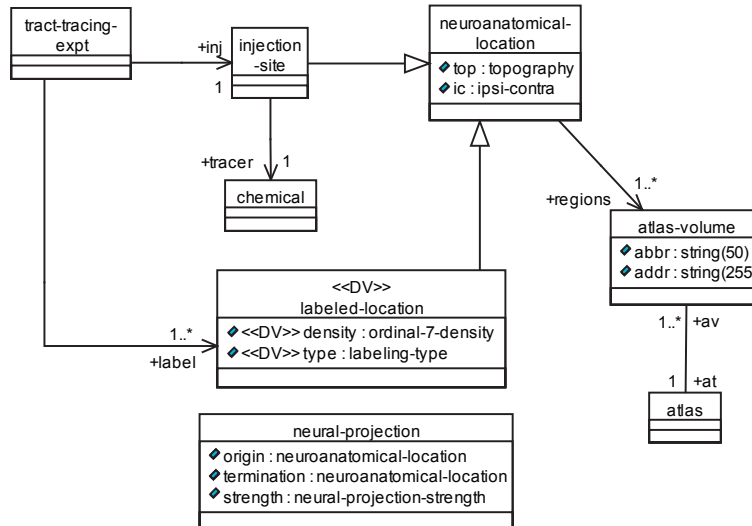 tract-tracing-
expt
+inj
1
injection
-site
neuroanatomical-
location
top : topography
ic : ipsi-contra
+tracer
1
chemical
1..*
+regions
atlas-volume
abbr : string(50)
addr : string(255
<<DV>>
labeled-location
<<DV>> density : ordinal-7-density
<<DV>> type : labeling-type
1..*
+label
1..*
+av
1
+at
atlas
neural-projection
origin : neuroanatomical-location
termination : neuroanatomical-location
strength : neural-projection-strength